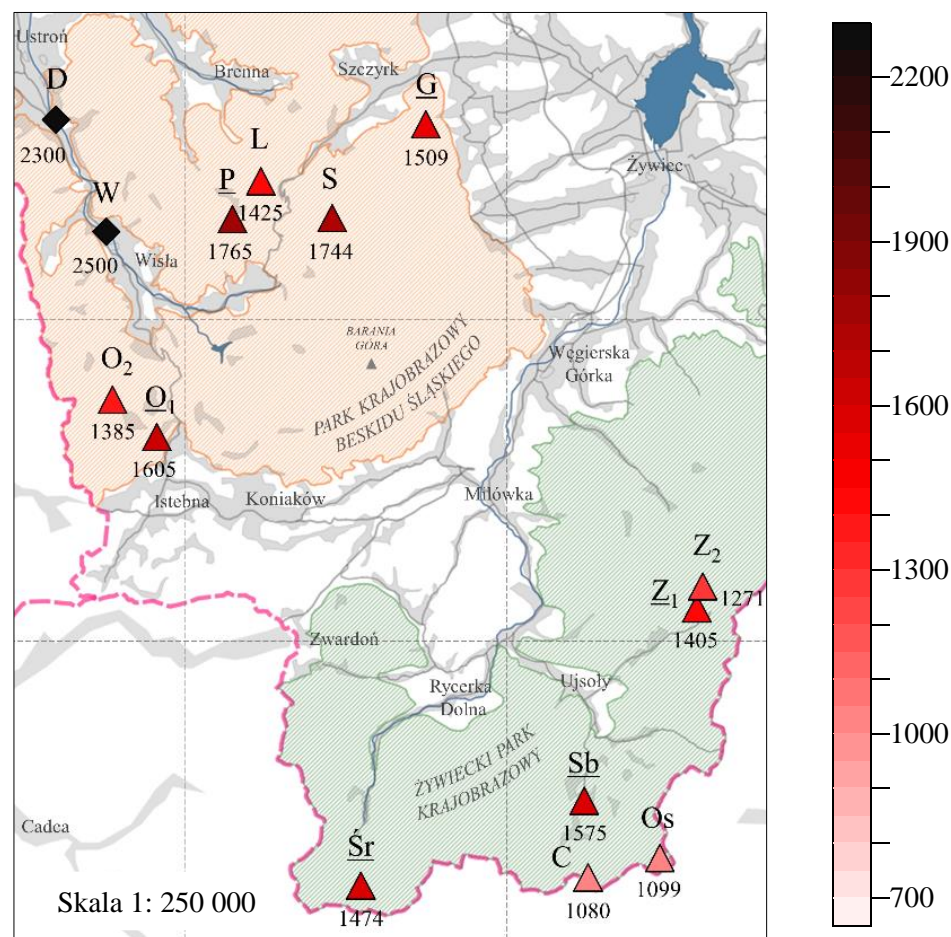 Ustroń
Brenna
Szczyrk
D
2300
G
1509
L
P
1425
1765
S
1744
W
2500
Wisła
Żywiec
BARANIA
GÓRA
PARK KRAJOBRAZOWY
BESKIDU ŚLĄSKIEGO
Węgierska
Górka
O2
1385
O1
1605
Istebna
Koniaków
Milówka
Z2
1271
Z1
1405
Zwardoń
Rycerka
Dolna
Ujsoły
ŻYWIECKI PARK
KRAJOBRAZOWY
Sb
1575
Os
1099
C
1080
Śr
1474
Cadca
Skala 1: 250 000
2200
1900
1600
1300
1000
700